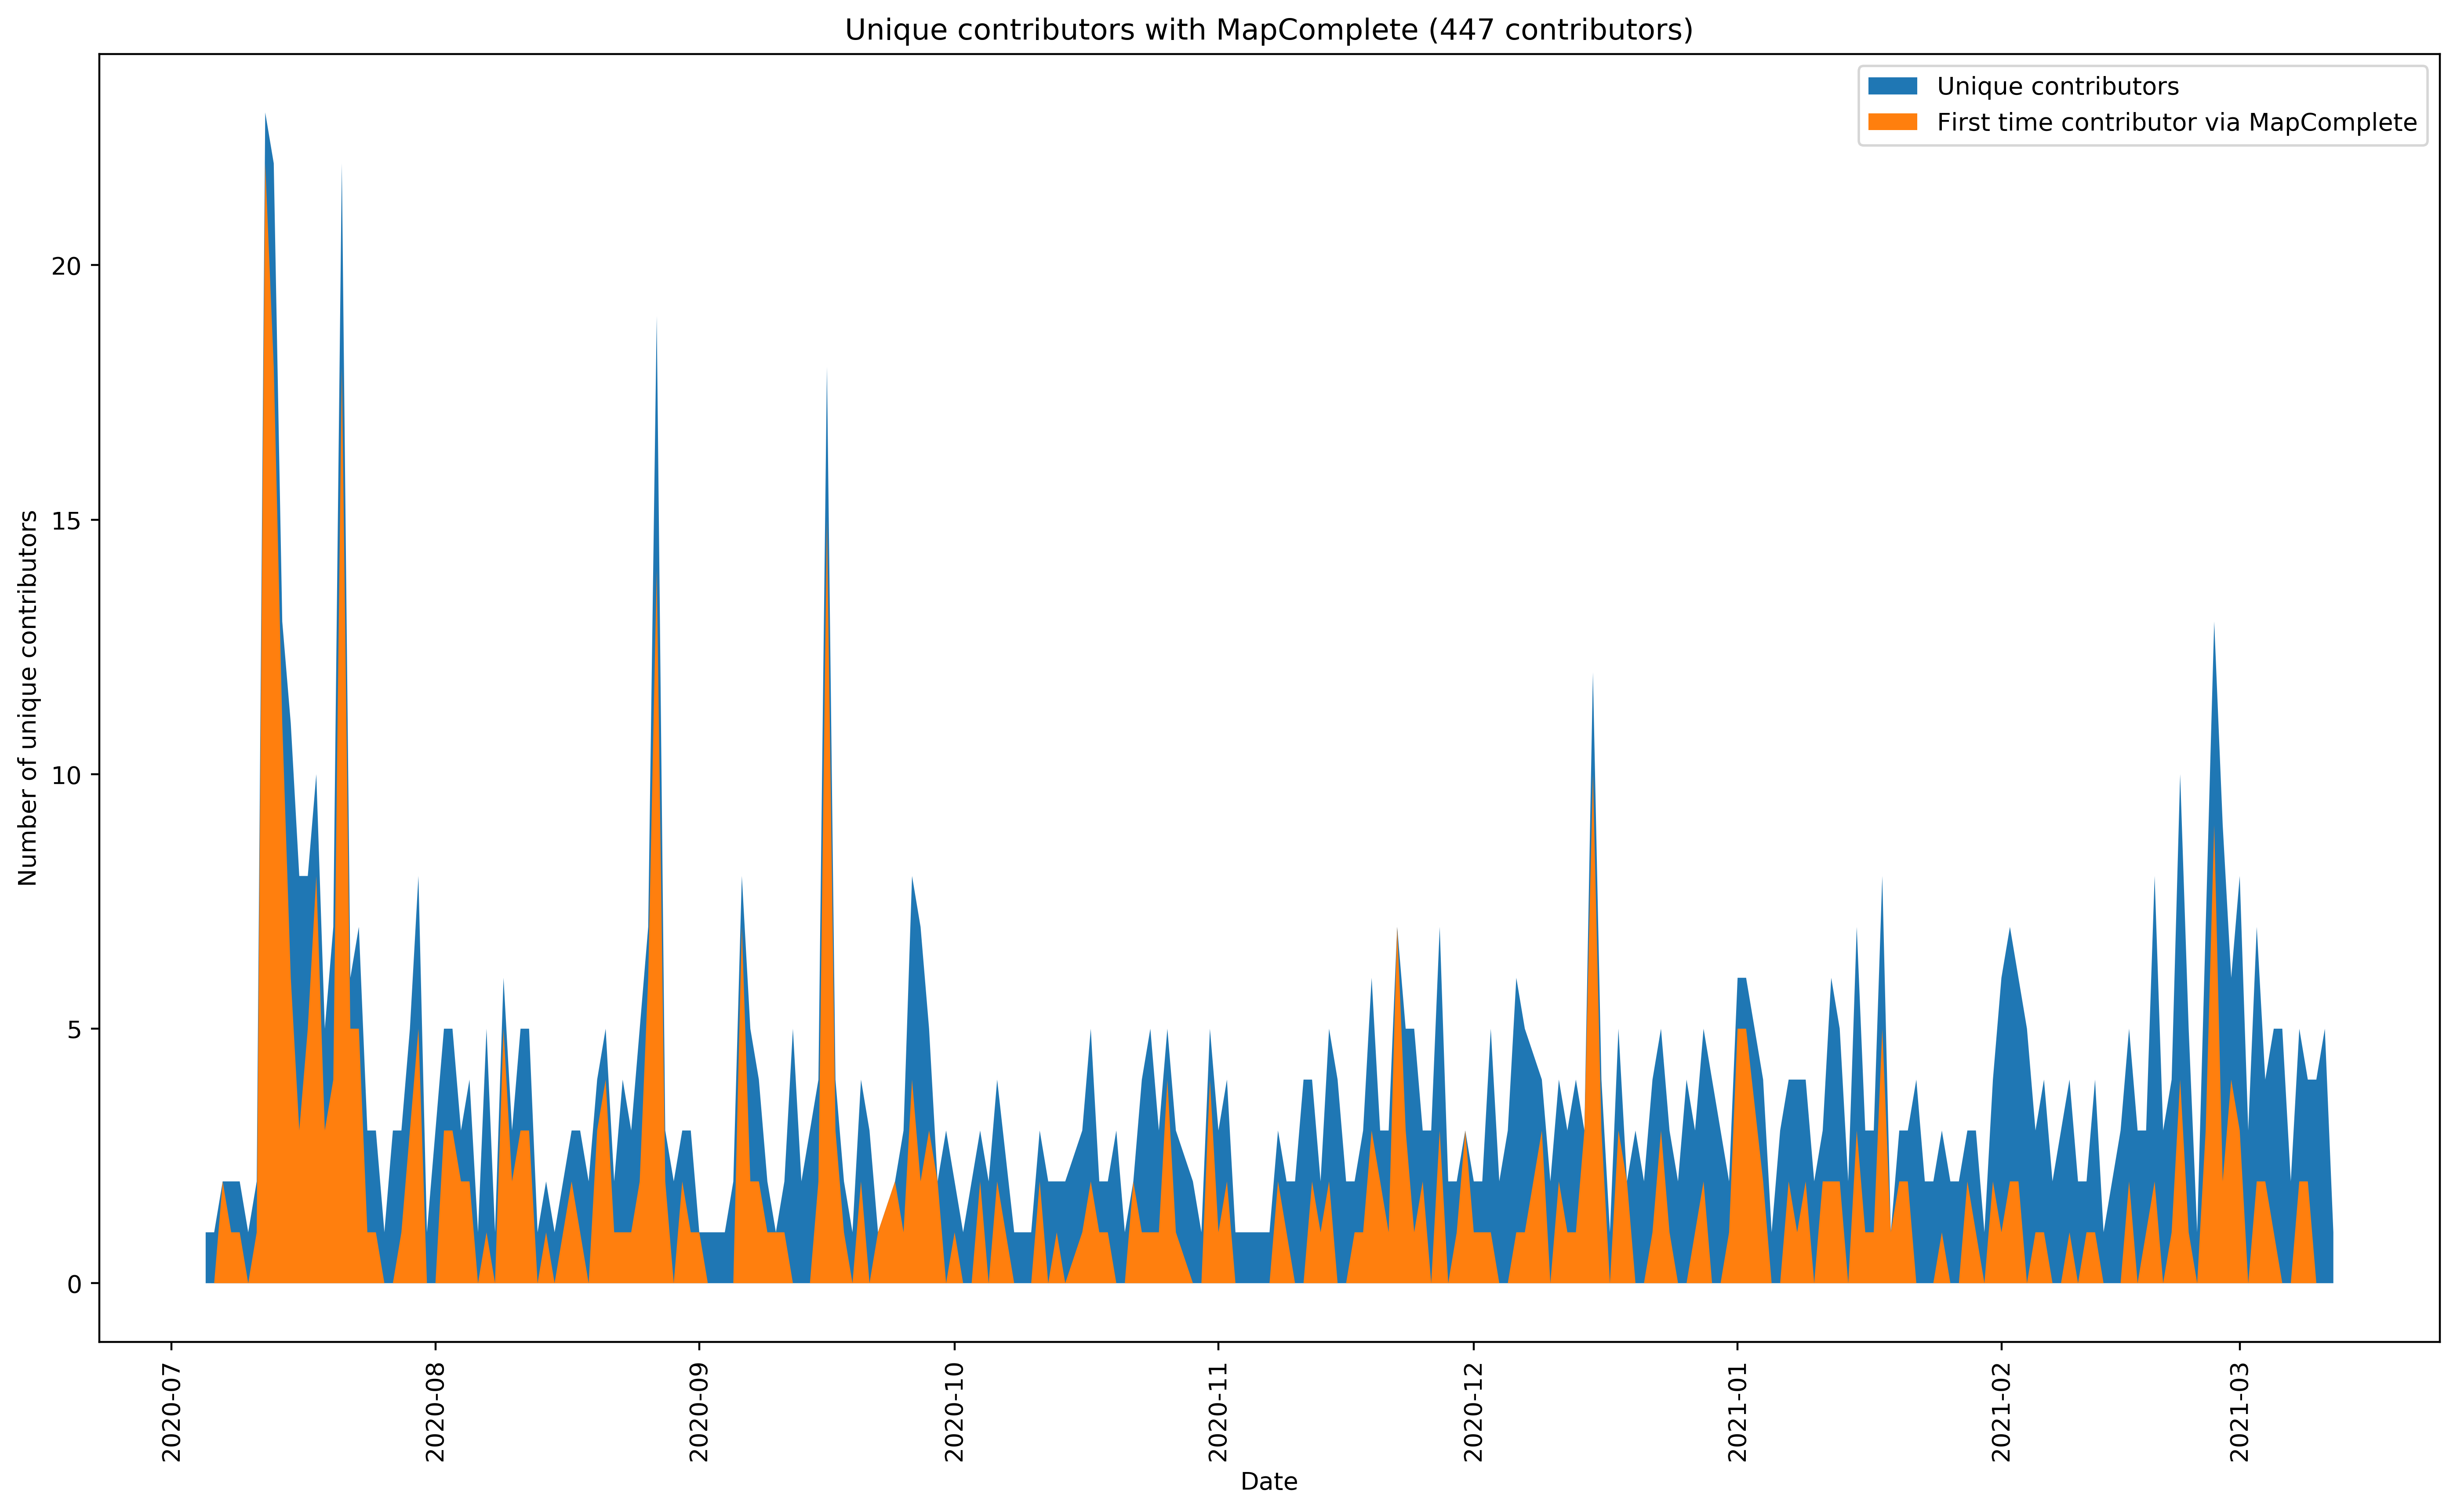 Unique contributors with MapComplete (447 contributors)
Unique contributors
First time contributor via MapComplete
Number of unique contributors
20
15
10
5
0
2020-07
2020-08
2020-09
2020-10
2020-11
2020-12
2021-01
2021-02
2021-03
Date